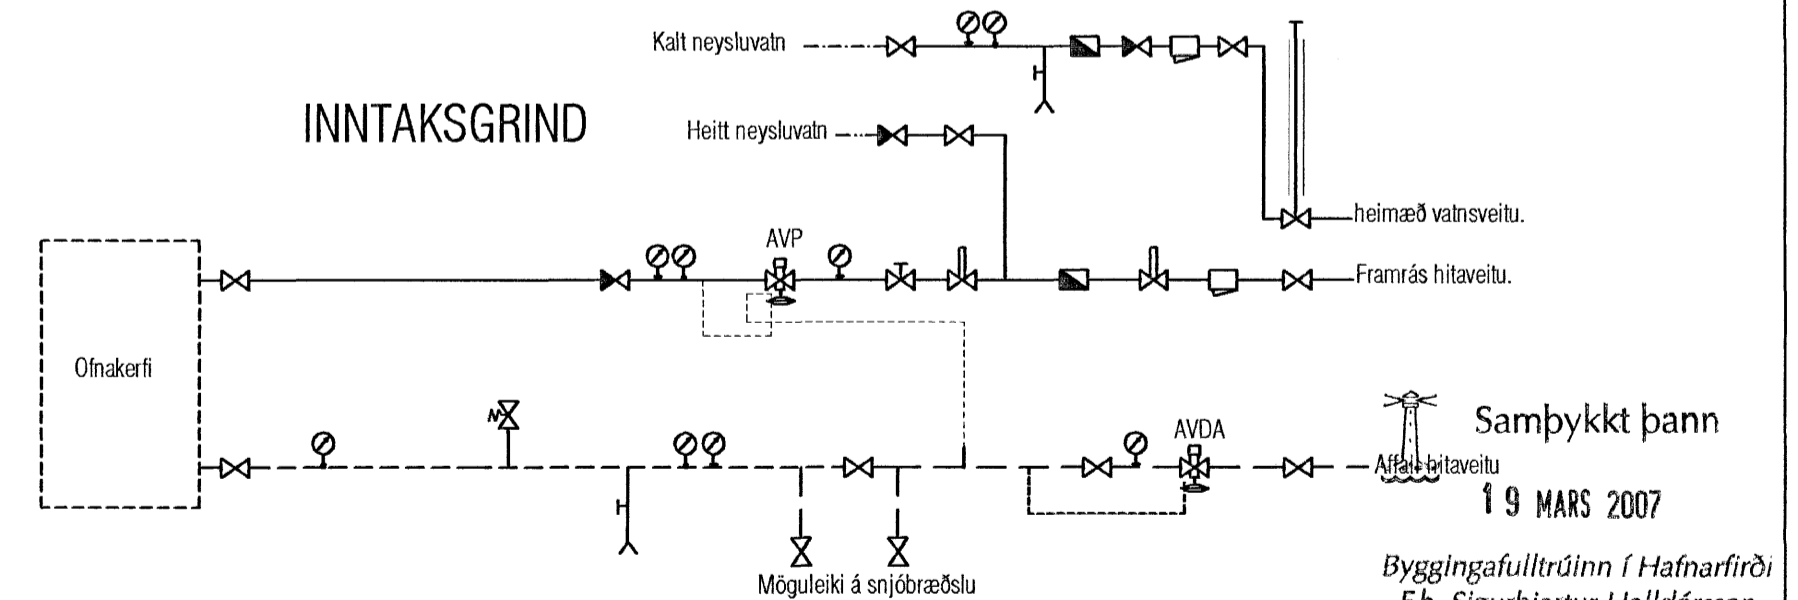 Kalt neysluvatn
INNTAKSGRIND
Heitt neysluvatn
heimæð vatnsveitu.
AVP
Framrás hitaveitu.
Ofnakerfi
AVDA
Samþykkt þann
Affall hitaveitu
19 MARS 2007
Möguleiki á snjóbræðslu
Byggingafulltrúinn í Hafnarfirði